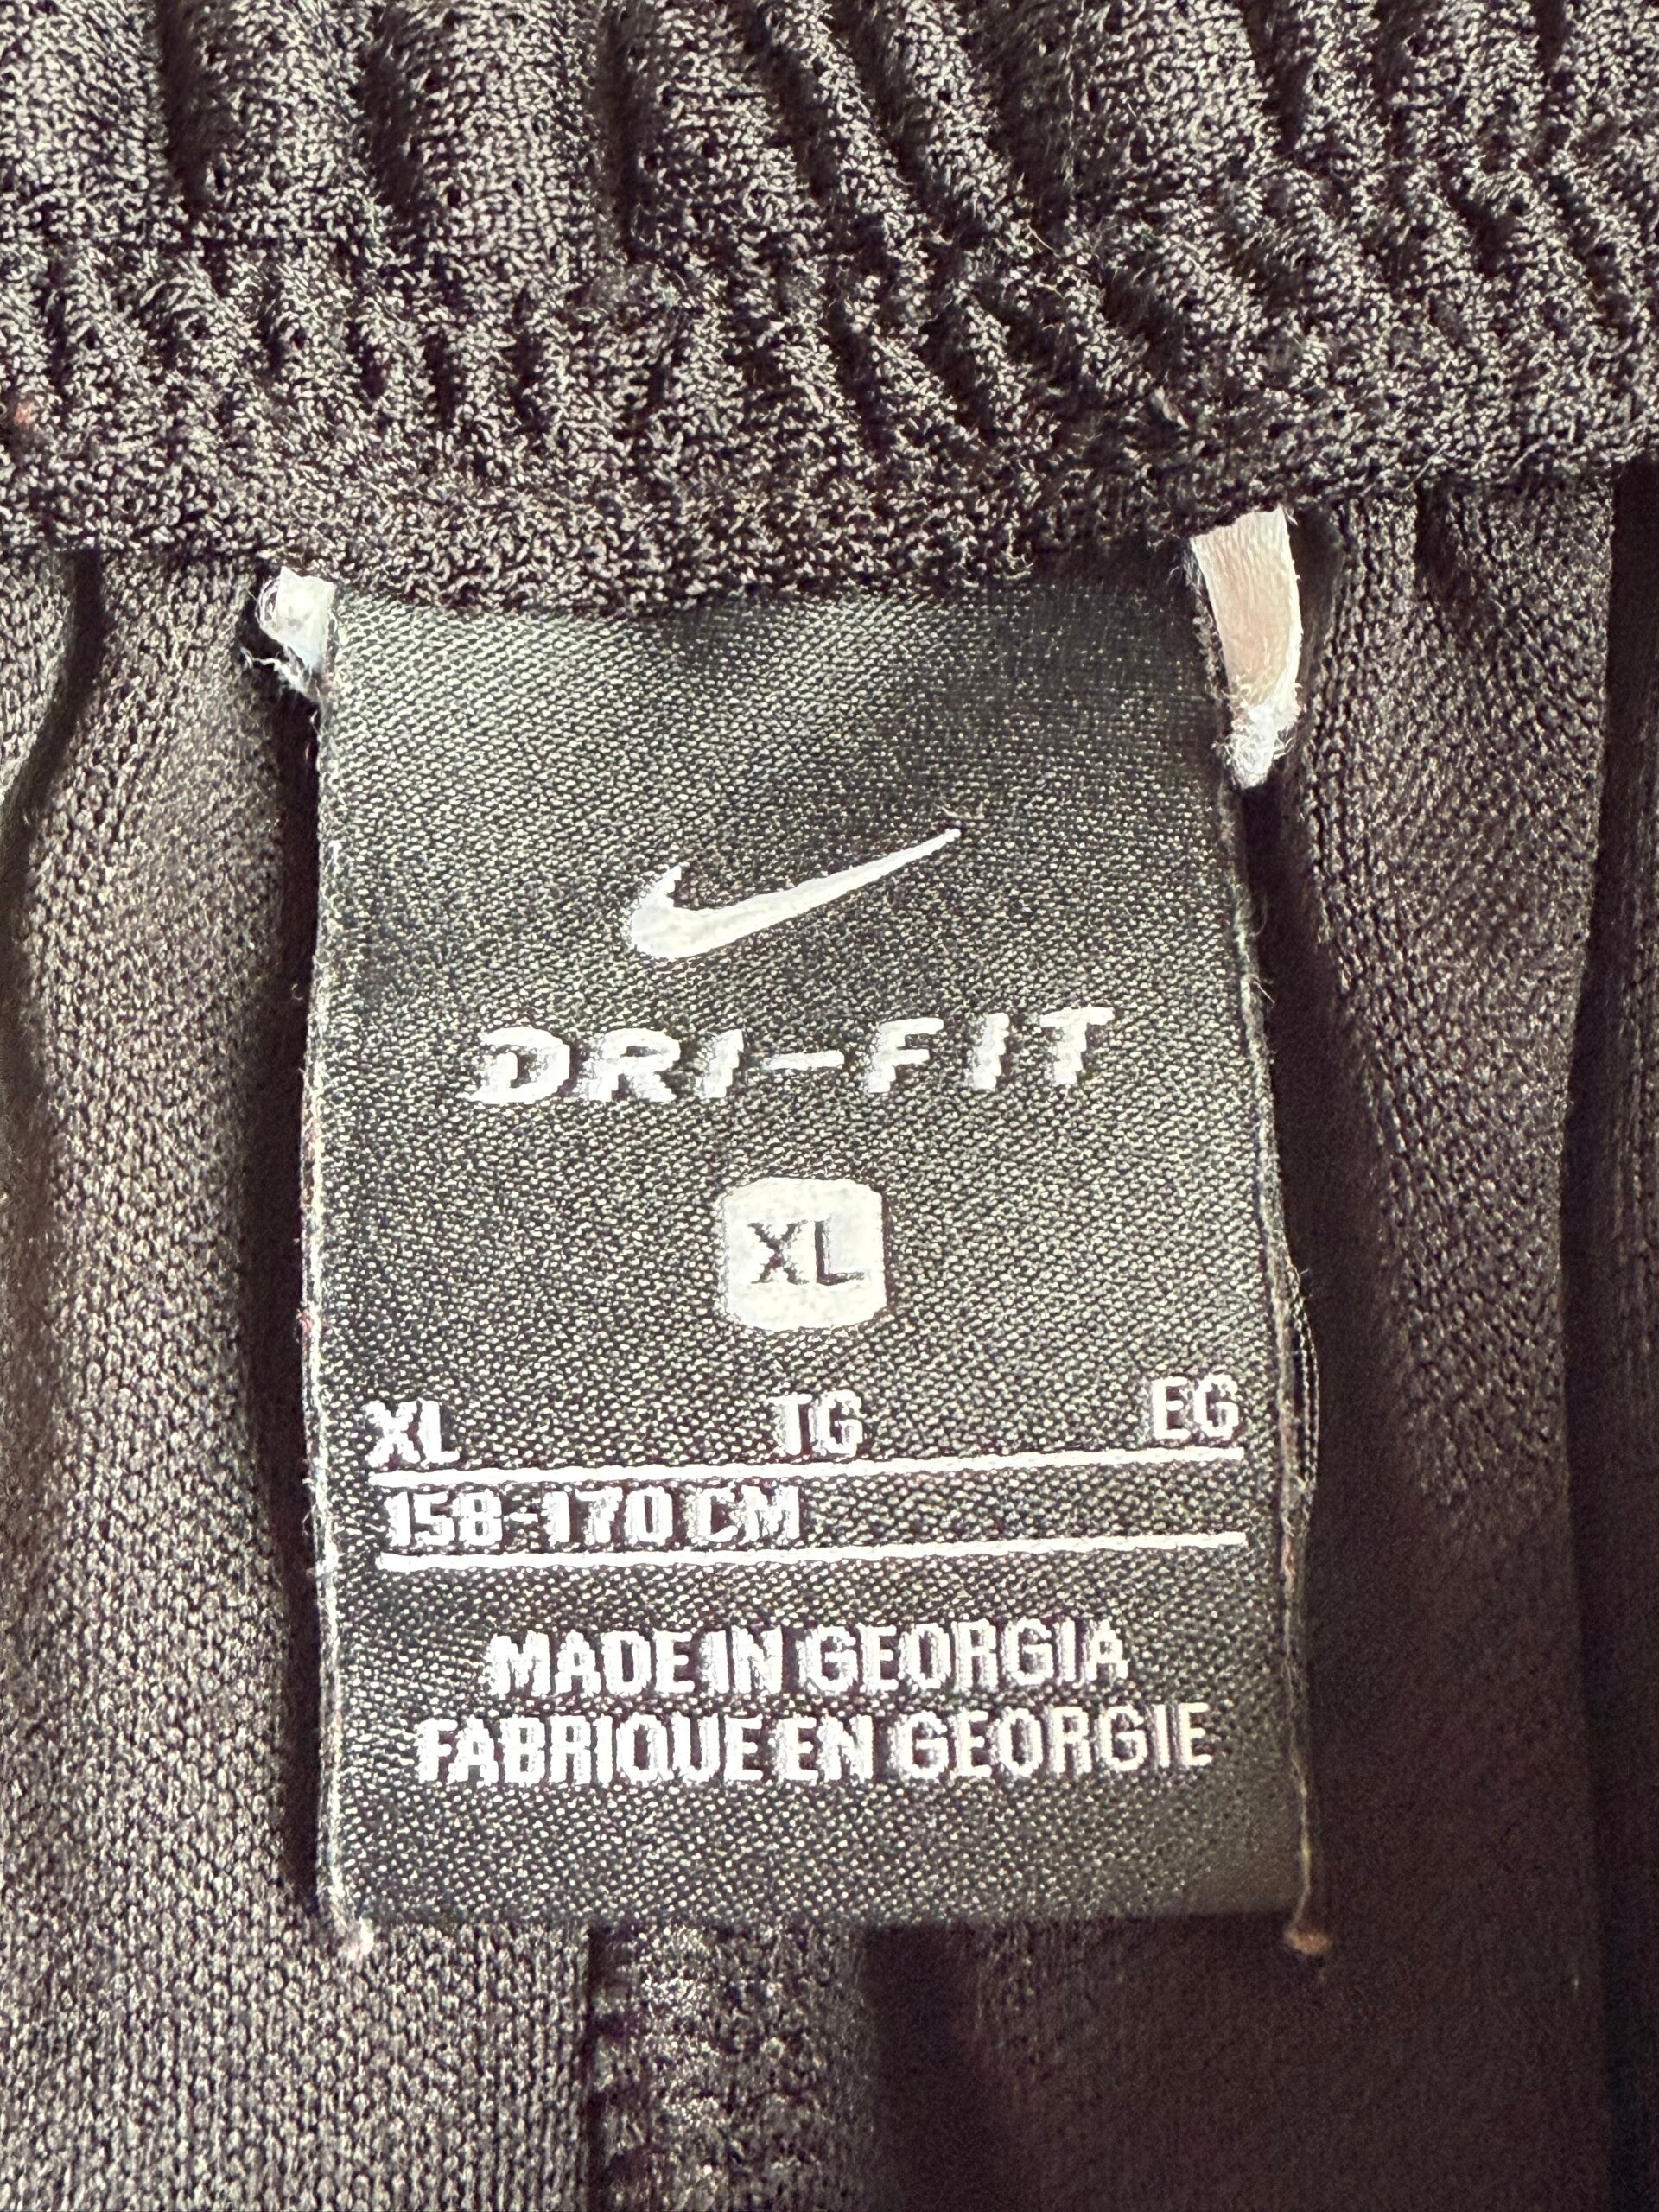 DRI-FIT
XL
XL TG EG
158-170 CM
MADE IN GEORGIA
FABRIQUE EN GEORGIE